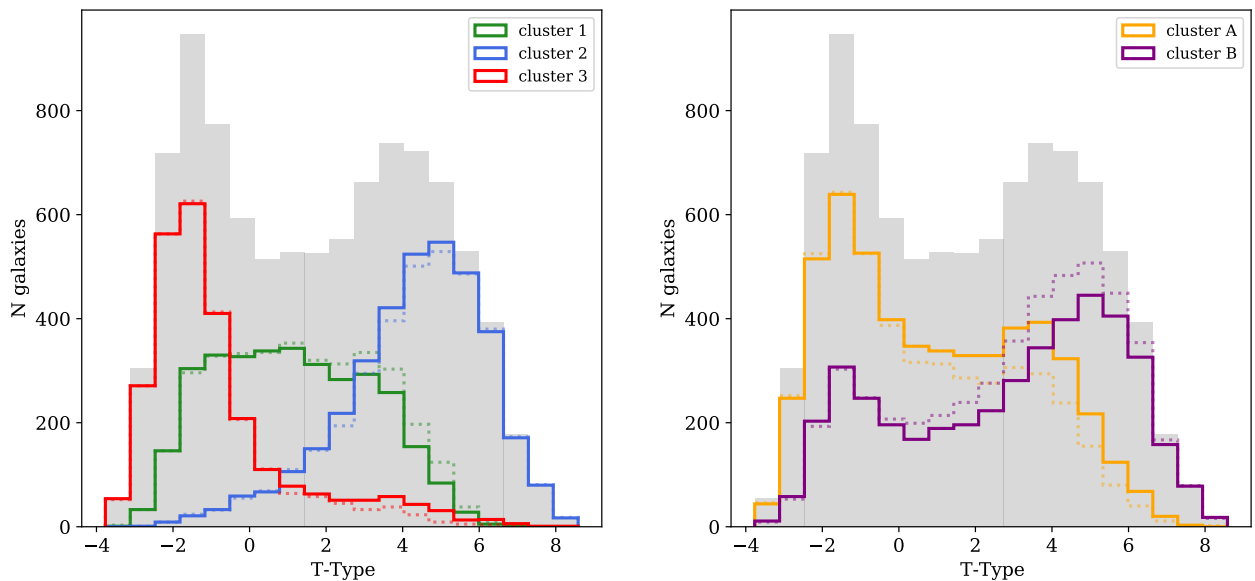 cluster 1
cluster 2
cluster 3
800
600
400
200
0
N galaxies
−4 −2 0 2 4 6 8
T-Type
cluster A
cluster B
800
600
400
200
0
N galaxies
−4 −2 0 2 4 6 8
T-Type